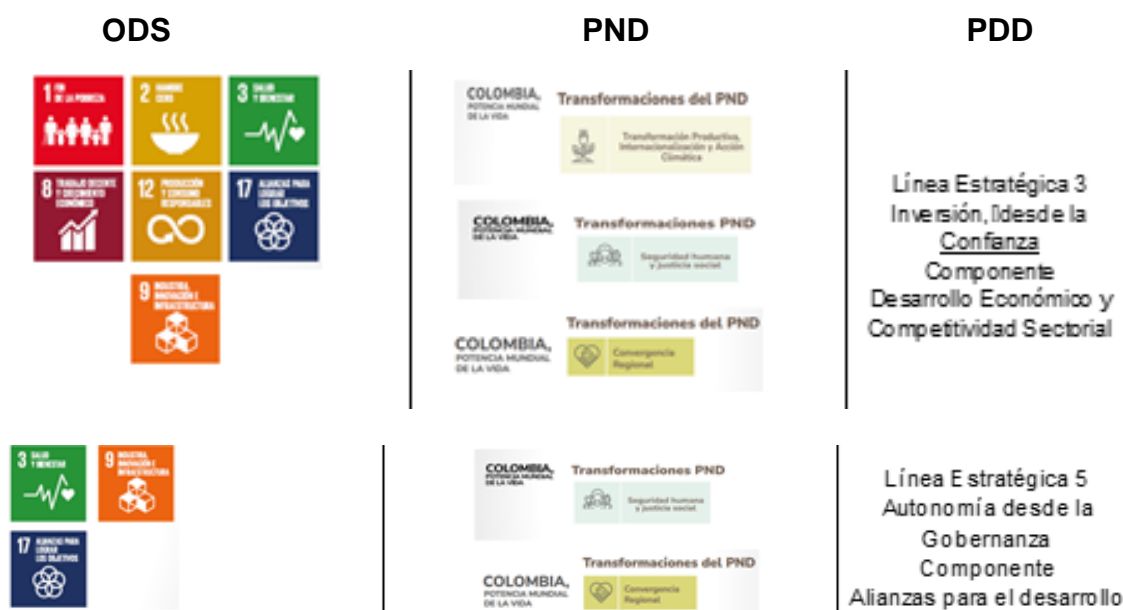 ODS
PND
PDD
1 FIN
DE LA POBREZA
2 HAMBRE
CERO
3 SALUD
Y BIENESTAR
8 TRABAJO DECENTE
Y CRECIMIENTO
ECONÓMICO
12 PRODUCCIÓN
Y CONSUMO
RESPONSABLES
17 ALIANZAS PARA
LOGRAR
LOS OBJETIVOS
9 INDUSTRIA,
INNOVACIÓN E
INFRAESTRUCTURA
COLOMBIA,
POTENCIA MUNDIAL
DE LA VIDA
Transformaciones del PND
Transformación Productiva,
Internacionalización y Acción
Climática
COLOMBIA,
POTENCIA MUNDIAL
DE LA VIDA
Transformaciones PND
Seguridad humana
y justicia social
Transformaciones del PND
COLOMBIA,
POTENCIA MUNDIAL
DE LA VIDA
Convergencia
Regional
Línea Estratégica 3
Inversión, desde la
Confianza
Componente
Desarrollo Económico y
Competitividad Sectorial
3 SALUD
Y BIENESTAR
9 INDUSTRIA,
INNOVACIÓN E
INFRAESTRUCTURA
17 ALIANZAS PARA
LOGRAR
LOS OBJETIVOS
COLOMBIA,
POTENCIA MUNDIAL
DE LA VIDA
Transformaciones PND
Seguridad humana
y justicia social
Transformaciones del PND
COLOMBIA,
POTENCIA MUNDIAL
DE LA VIDA
Convergencia
Regional
Línea Estratégica 5
Autonomía desde la
Gobernanza
Componente
Alianzas para el desarrollo